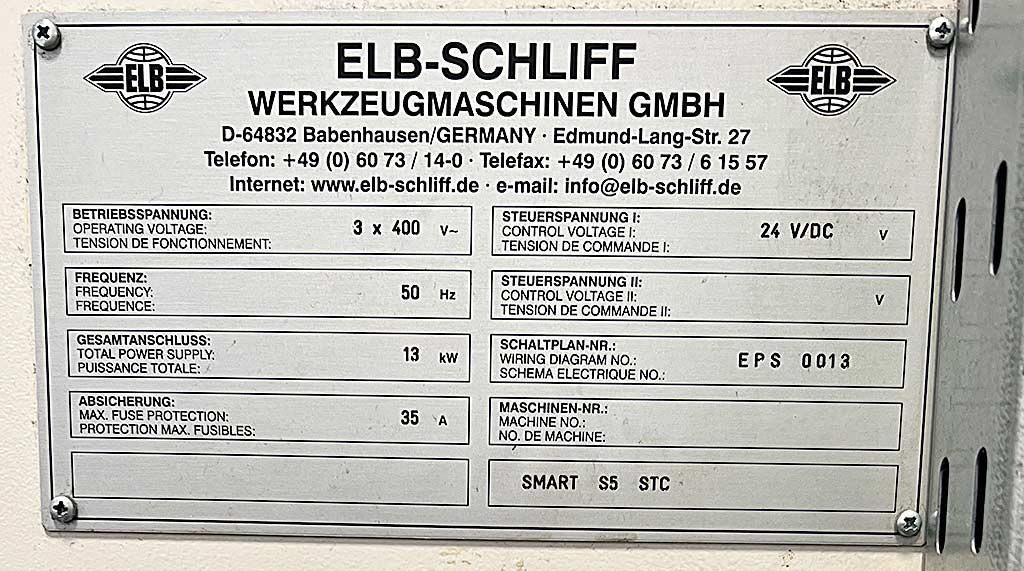 ELB
ELB-SCHLIFF
ELB
WERKZEUGMASCHINEN GMBH
D-64832 Babenhausen/GERMANY · Edmund-Lang-Str. 27
Telefon: +49 (0) 60 73 / 14-0 · Telefax: +49 (0) 60 73 / 6 15 57
Internet: www.elb-schliff.de · e-mail: info@elb-schliff.de
BETRIEBSSPANNUNG:
OPERATING VOLTAGE: 3 x 400 V~
TENSION DE FONCTIONNEMENT:
FREQUENZ:
FREQUENCY: 50 Hz
FREQUENCE:
GESAMTANSCHLUSS:
TOTAL POWER SUPPLY: 13 kW
PUISSANCE TOTALE:
ABSICHERUNG:
MAX. FUSE PROTECTION: 35 A
PROTECTION MAX. FUSIBLES:
STEUERSPANNUNG I:
CONTROL VOLTAGE I: 24 V/DC V
TENSION DE COMMANDE I:
STEUERSPANNUNG II:
CONTROL VOLTAGE II: V
TENSION DE COMMANDE II:
SCHALTPLAN-NR.:
WIRING DIAGRAM NO.: EPS 0013
SCHEMA ELECTRIQUE NO.:
MASCHINEN-NR.:
MACHINE NO.:
NO. DE MACHINE:
SMART S5 STC